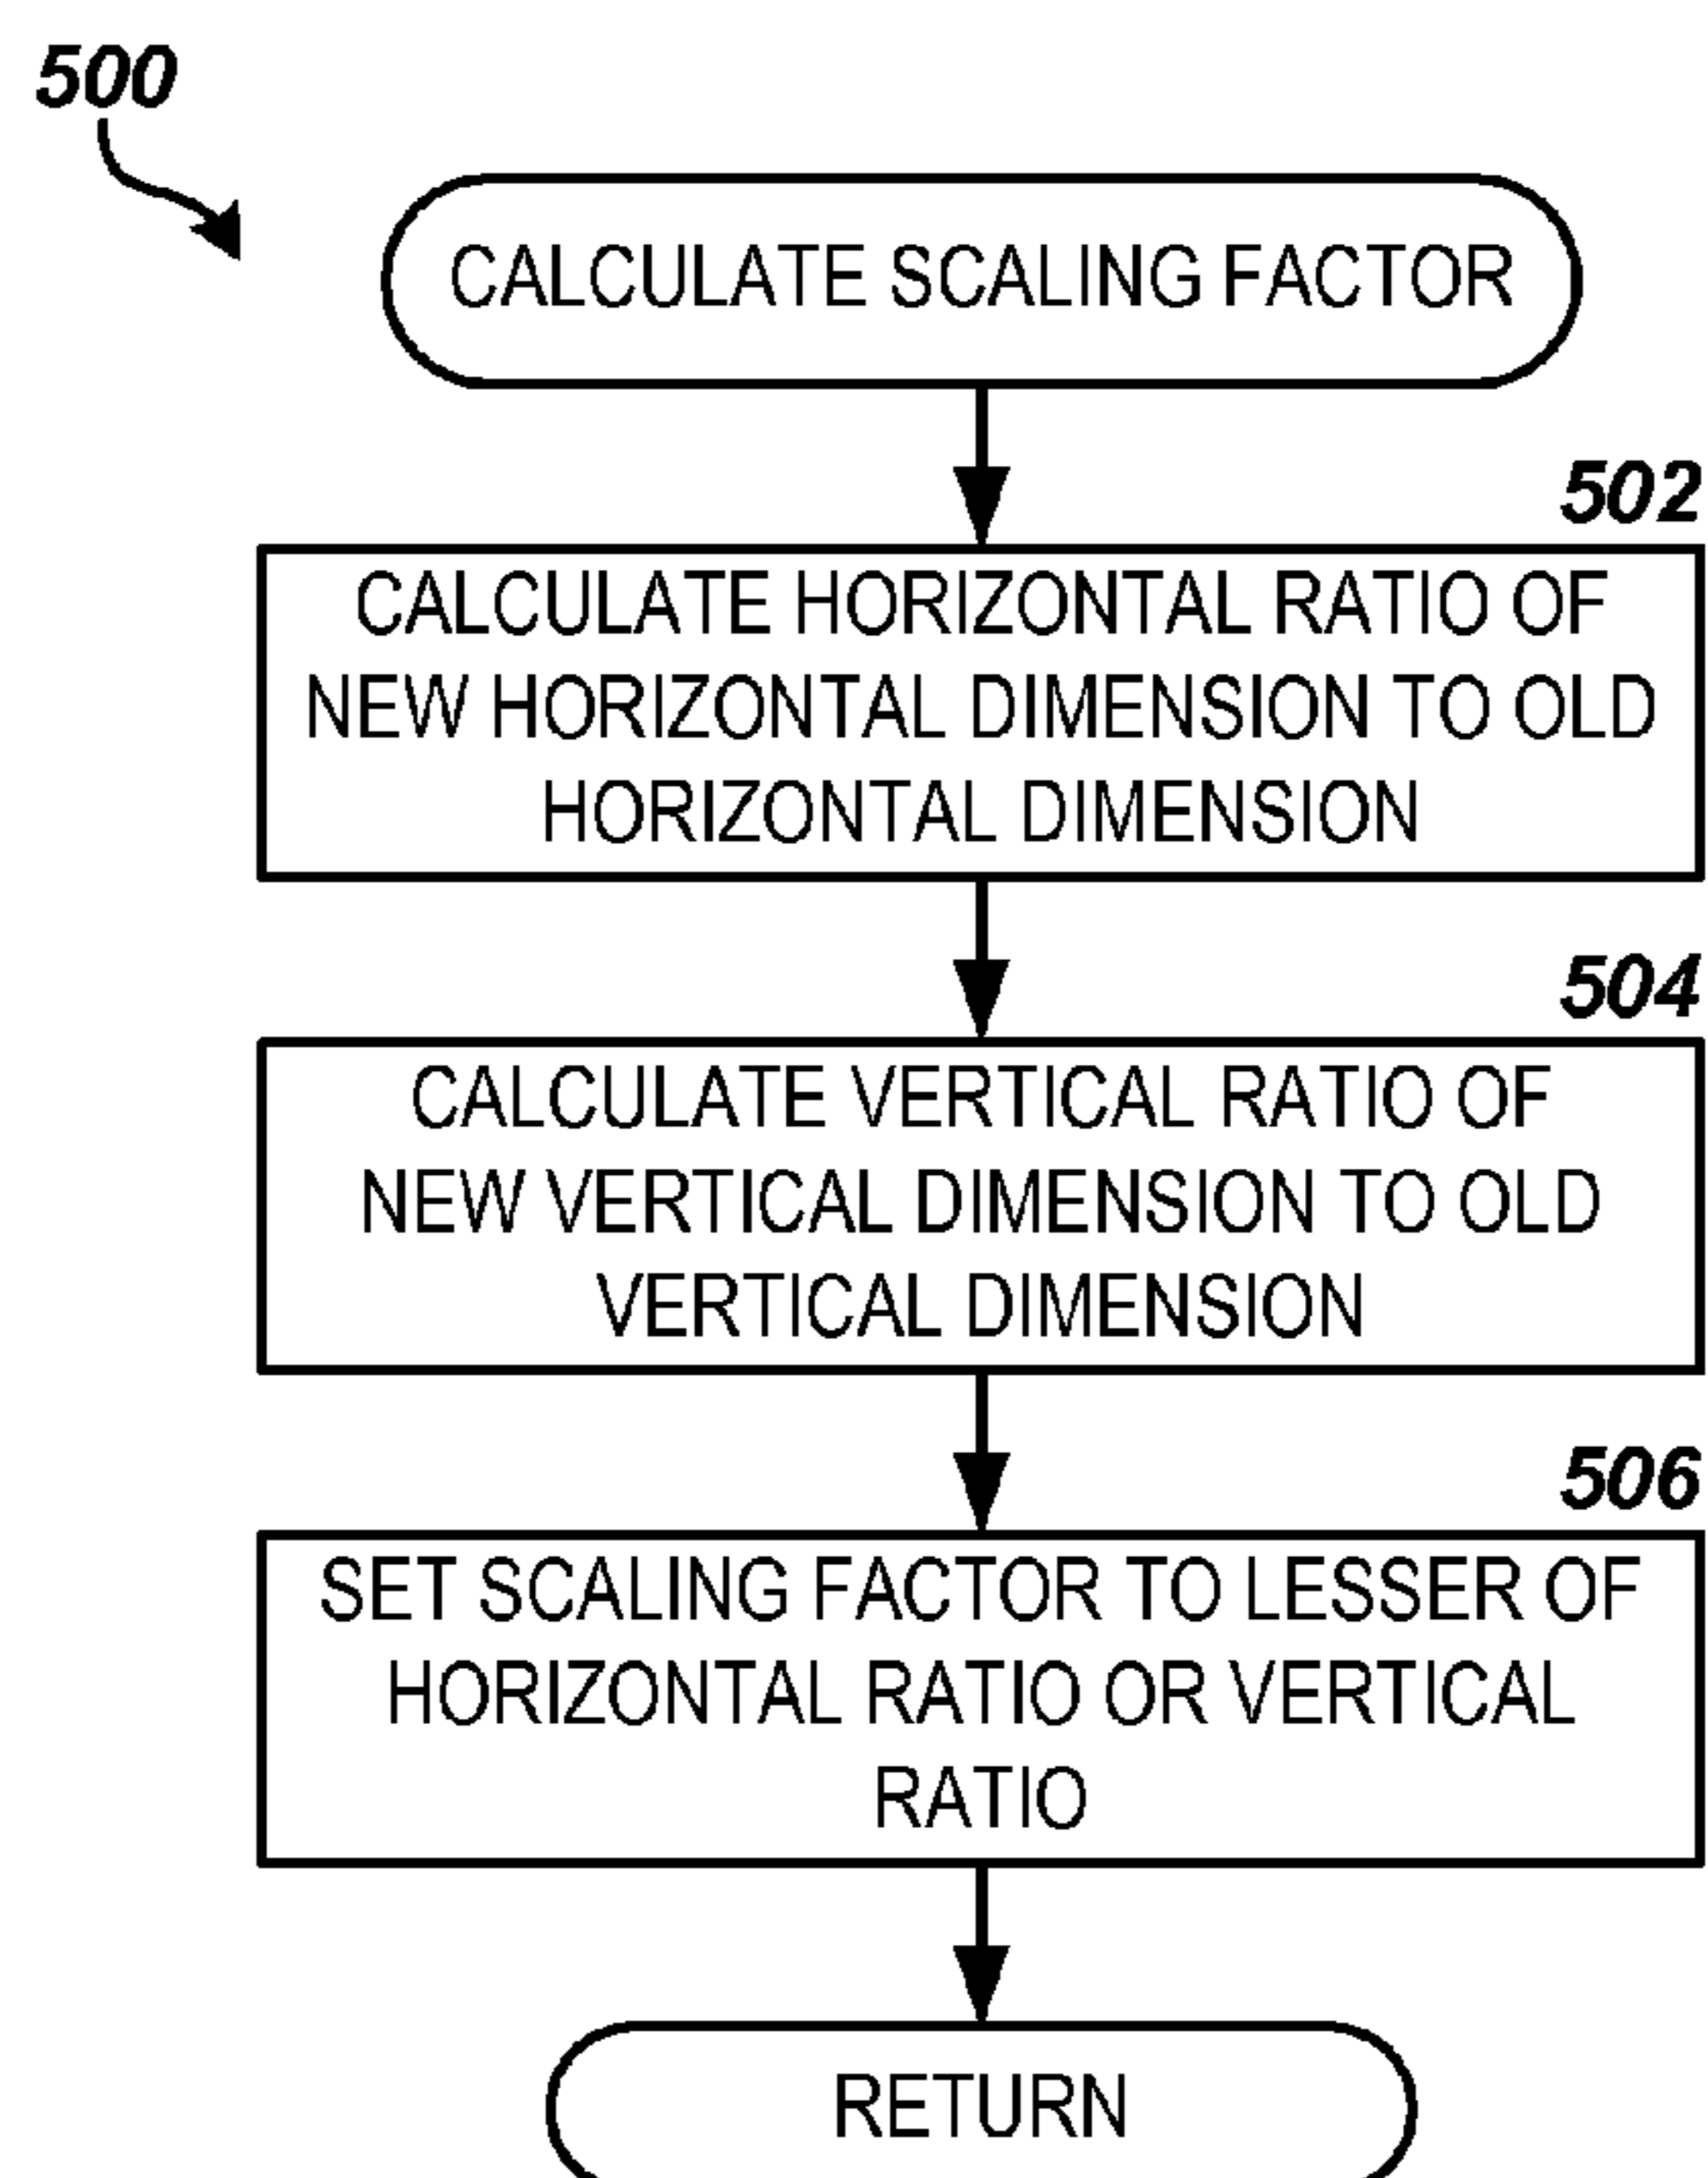 500
CALCULATE SCALING FACTOR
502
CALCULATE HORIZONTAL RATIO OF
NEW HORIZONTAL DIMENSION TO OLD
HORIZONTAL DIMENSION
504
CALCULATE VERTICAL RATIO OF
NEW VERTICAL DIMENSION TO OLD
VERTICAL DIMENSION
506
SET SCALING FACTOR TO LESSER OF
HORIZONTAL RATIO OR VERTICAL
RATIO
RETURN